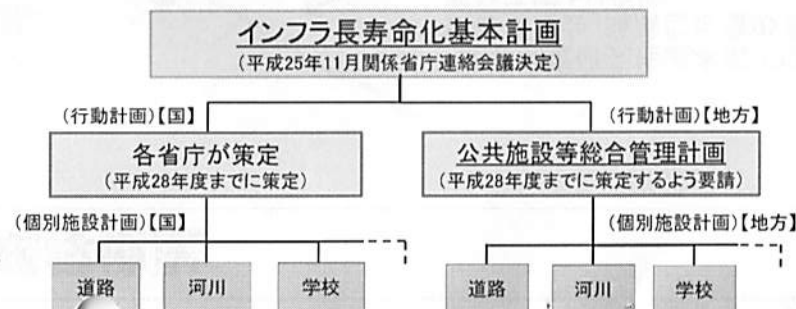 インフラ長寿命化基本計画
(平成25年11月関係省庁連絡会議決定)
(行動計画)【国】
(行動計画)【地方】
各省庁が策定
(平成28年度までに策定)
公共施設等総合管理計画
(平成28年度までに策定するよう要請)
(個別施設計画)【国】
(個別施設計画)【地方】
道路
河川
学校
道路
河川
学校